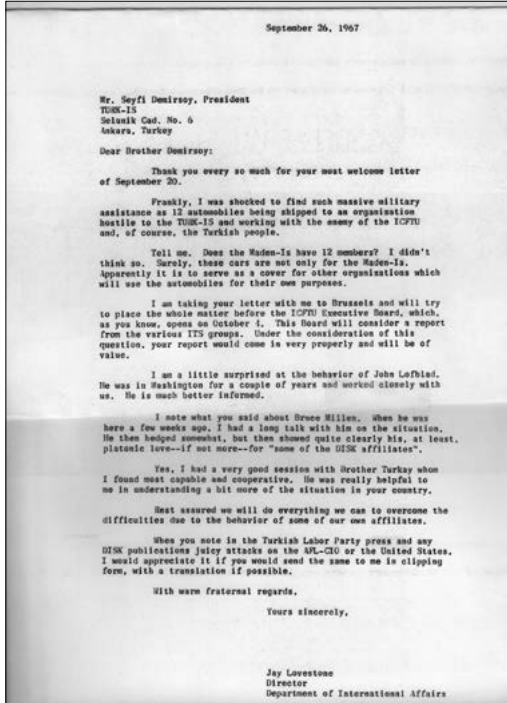 September 26, 1967
Mr. Seyfi Demirsoy, President
TURK-IS
Selanik Cad. No. 6
Ankara, Turkey
Dear Brother Demirsoy:
Thank you every so much for your most welcome letter
of September 20.
Frankly, I was shocked to find such massive military
assistance as 12 automobiles being shipped to an organization
hostile to the TURK-IS and working with the enemy of the ICFTU
and, of course, the Turkish people.
Tell me. Does the Maden-Is have 12 members? I didn't
think so. Surely, these cars are not only for the Maden-Is.
Apparently it is to serve as a cover for other organizations which
will use the automobiles for their own purposes.
I am taking your letter with me to Brussels and will try
to place the whole matter before the ICFTU Executive Board, which,
as you know, opens on October 4. This Board will consider a report
from the various ITS groups. Under the consideration of this
question, your report would come in very properly and will be of
value.
I am a little surprised at the behavior of John Lofblad.
He was in Washington for a couple of years and worked closely with
us. He is much better informed.
I note what you said about Bruce Millen. When he was
here a few weeks ago, I had a long talk with him on the situation.
He then hedged somewhat, but then showed quite clearly his, at least,
platonic love--if not more--for "some of the DISK affiliates".
Yes, I had a very good session with Brother Turkay whom
I found most capable and cooperative. He was really helpful to
me in understanding a bit more of the situation in your country.
Rest assured we will do everything we can to overcome the
difficulties due to the behavior of some of our own affiliates.
When you note in the Turkish Labor Party press and any
DISK publications juicy attacks on the AFL-CIO or the United States,
I would appreciate it if you would send the same to me in clipping
form, with a translation if possible.
With warm fraternal regards,
Yours sincerely,
Jay Lovestone
Director
Department of International Affairs